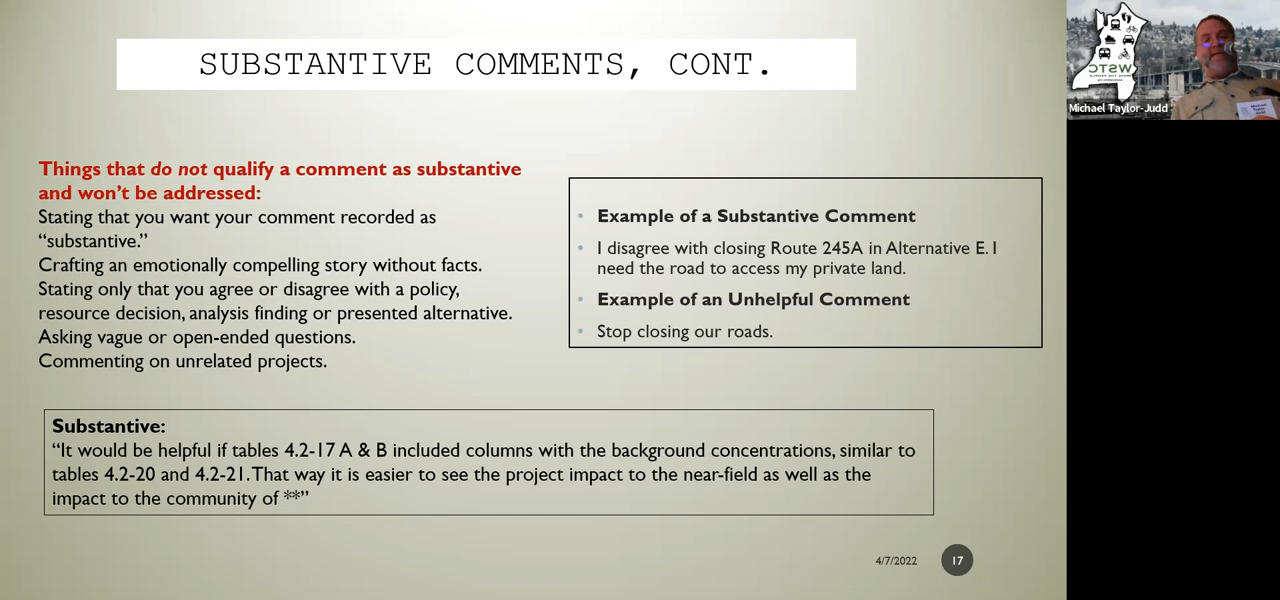 SUBSTANTIVE COMMENTS, CONT.
Things that do not qualify a comment as substantive
and won't be addressed:
Stating that you want your comment recorded as
“substantive.”
Crafting an emotionally compelling story without facts.
Stating only that you agree or disagree with a policy,
resource decision, analysis finding or presented alternative.
Asking vague or open-ended questions.
Commenting on unrelated projects.
• Example of a Substantive Comment
• I disagree with closing Route 245A in Alternative E. I
need the road to access my private land.
• Example of an Unhelpful Comment
• Stop closing our roads.
Substantive:
“It would be helpful if tables 4.2-17 A & B included columns with the background concentrations, similar to
tables 4.2-20 and 4.2-21. That way it is easier to see the project impact to the near-field as well as the
impact to the community of **”
4/7/2022
17
WSTC
Michael Taylor-Judd
Michael
Taylor-
Judd